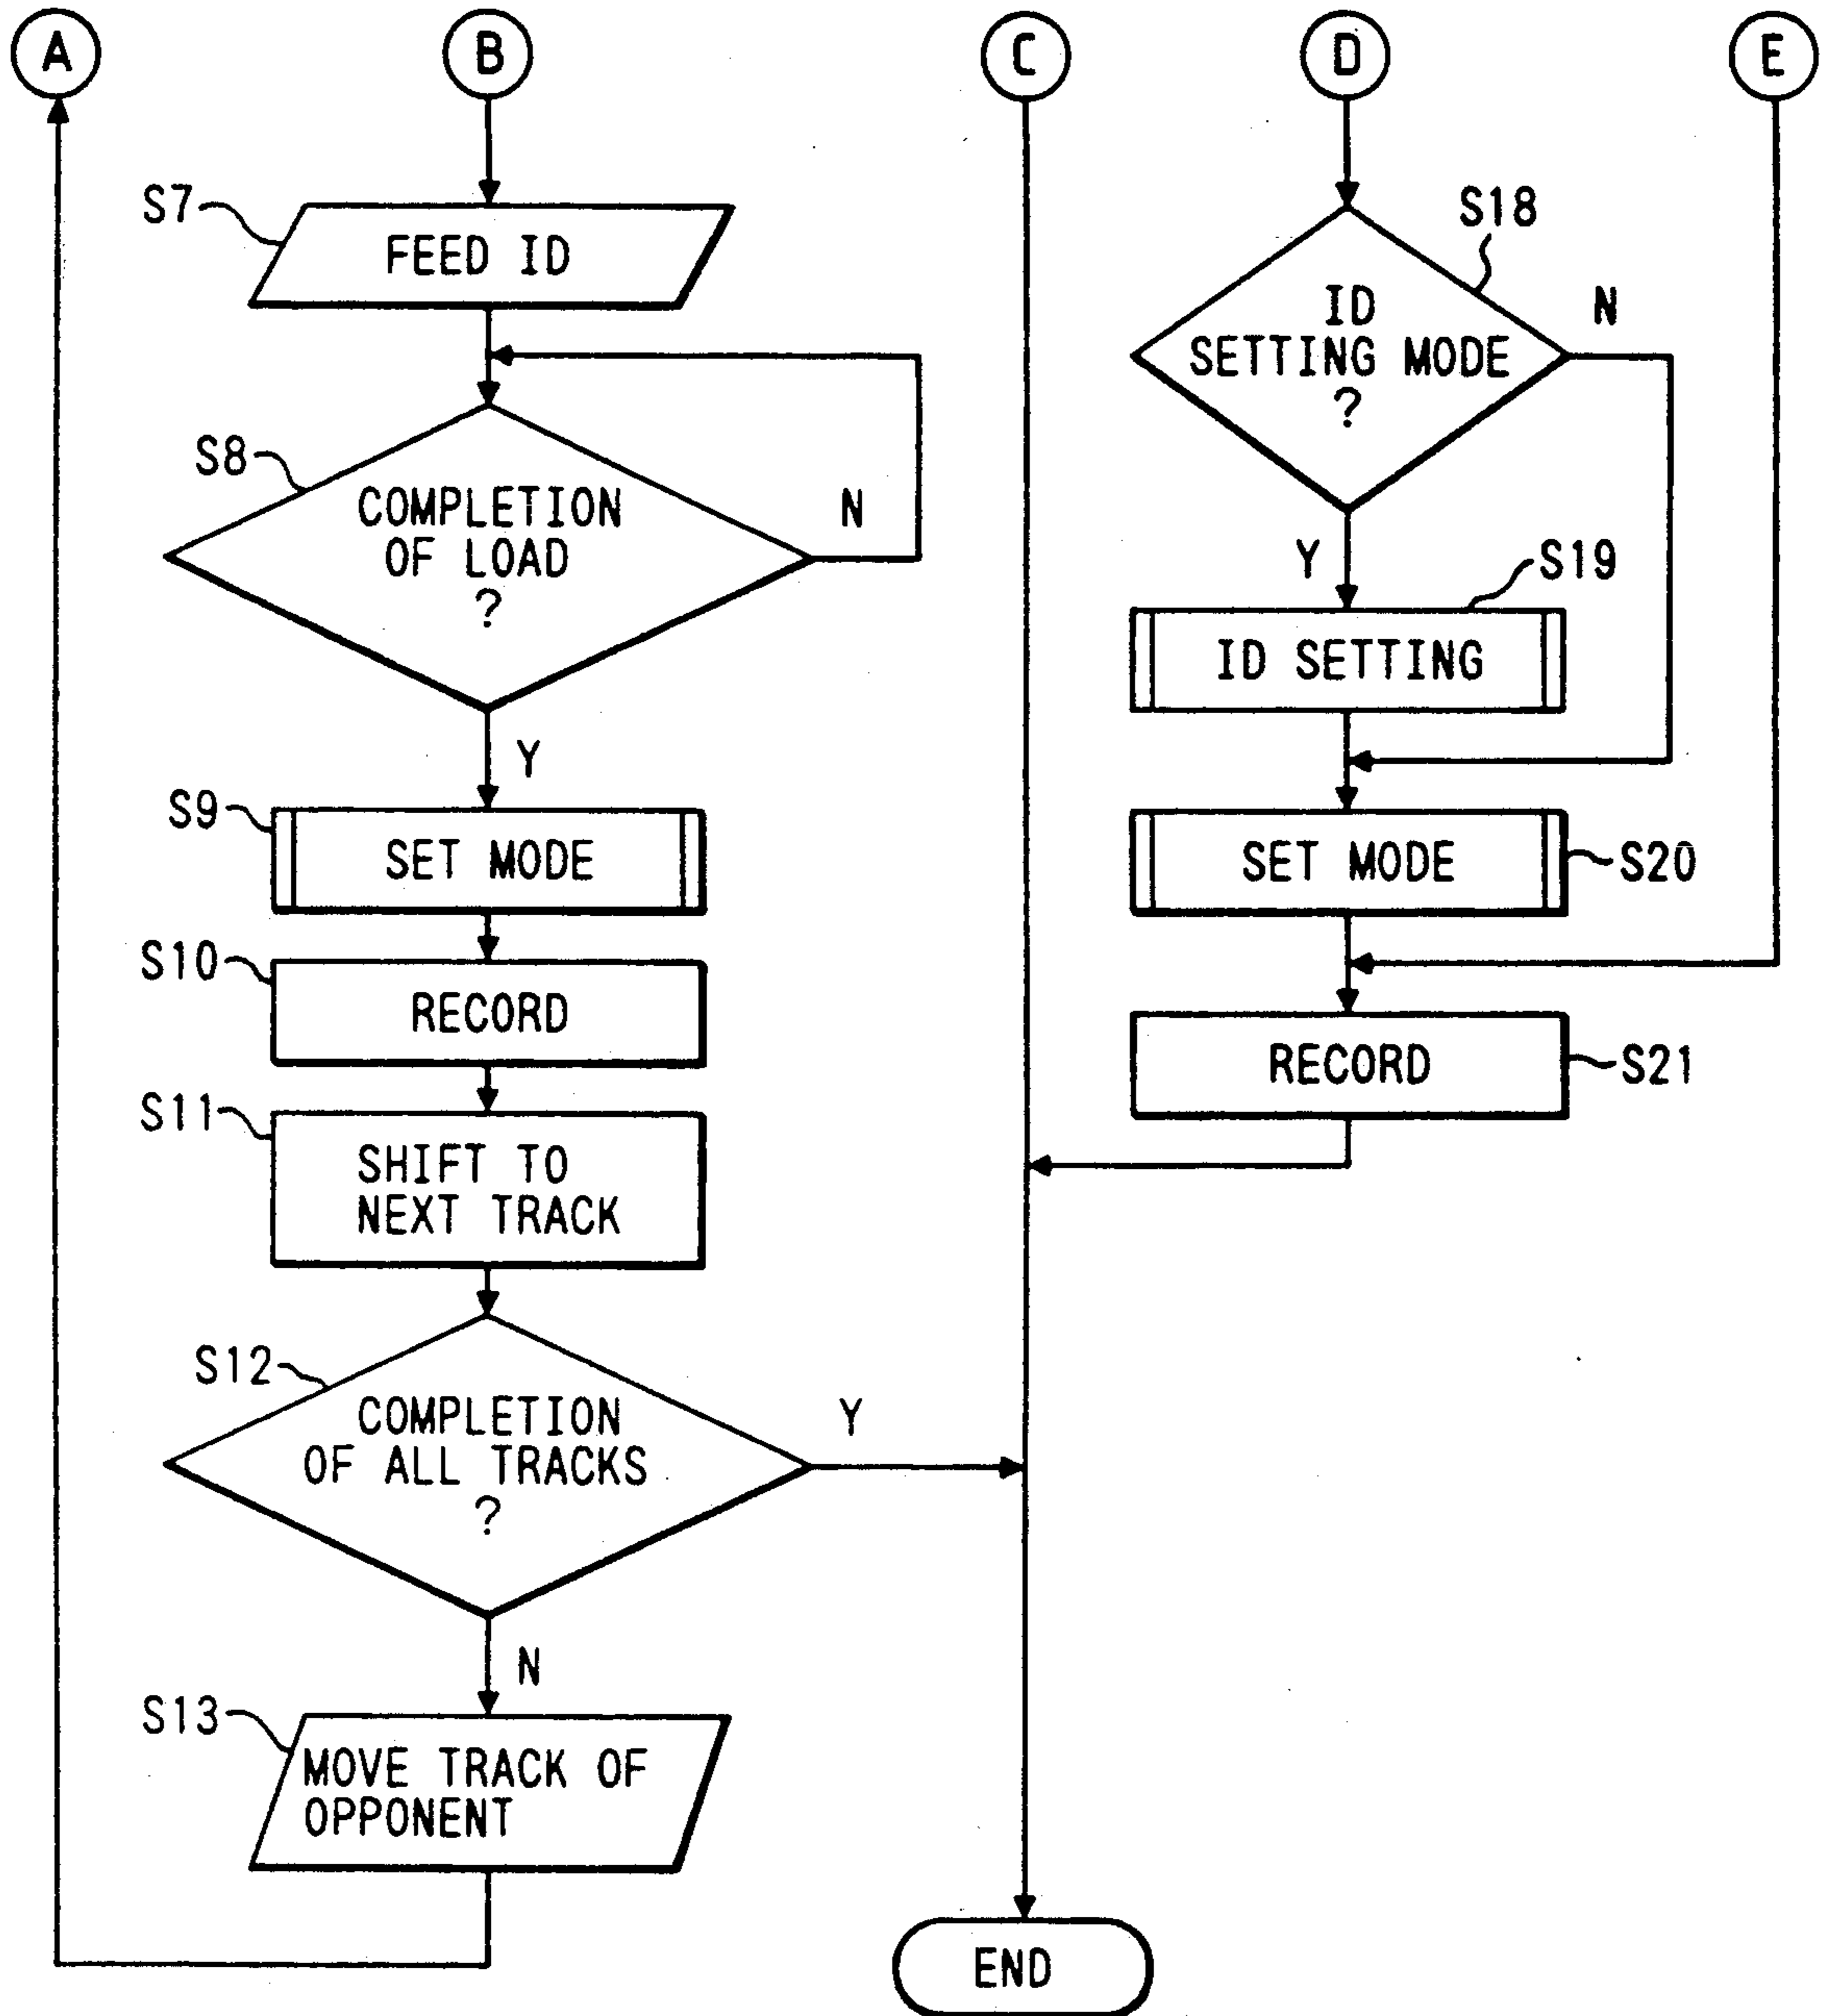 A
B
C
D
E
S7
FEED ID
S8
COMPLETION
OF LOAD
?
N
Y
S9
SET MODE
S10
RECORD
S11
SHIFT TO
NEXT TRACK
S12
COMPLETION
OF ALL TRACKS
?
Y
N
S13
MOVE TRACK OF
OPPONENT
S18
ID
SETTING MODE
?
N
Y
S19
ID SETTING
SET MODE
S20
RECORD
S21
END